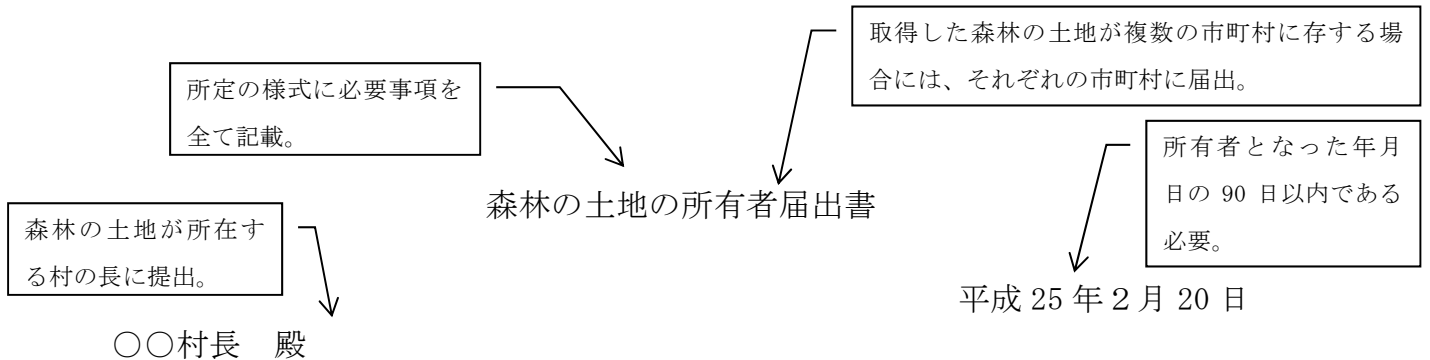 取得した森林の土地が複数の市町村に存する場
合には、それぞれの市町村に届出。
所定の様式に必要事項を
全て記載。
所有者となった年月
日の 90 日以内である
必要。
森林の土地の所有者届出書
森林の土地が所在す
る村の長に提出。
平成 25 年２月 20 日
○○村長　殿